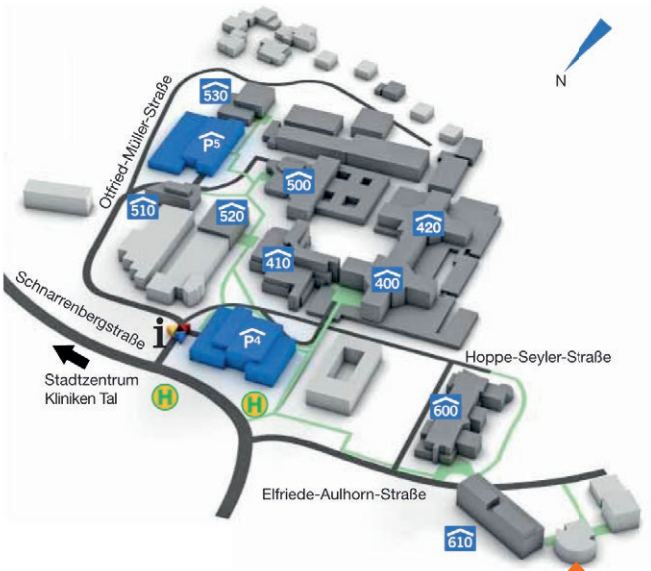 N
530
P5
Otfried-Müller-Straße
500
510
520
420
410
400
Schnarrenbergstraße
i
P4
Hoppe-Seyler-Straße
Stadtzentrum
Kliniken Tal
H
H
600
Elfriede-Aulhorn-Straße
610